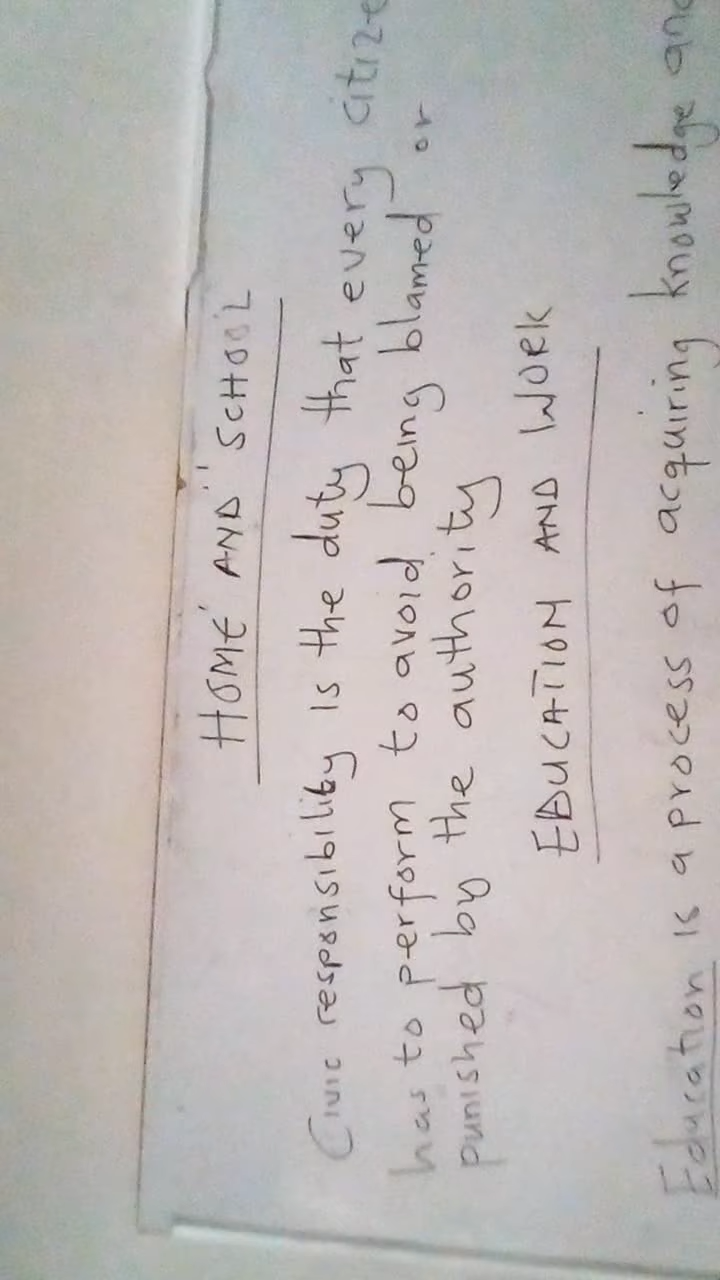 HOME AND SCHOOL
Civic responsibility is the duty that every citize
has to perform to avoid being blamed or
punished by the authority
EDUCATION AND WORK
Education is a process of acquiring knowledge and